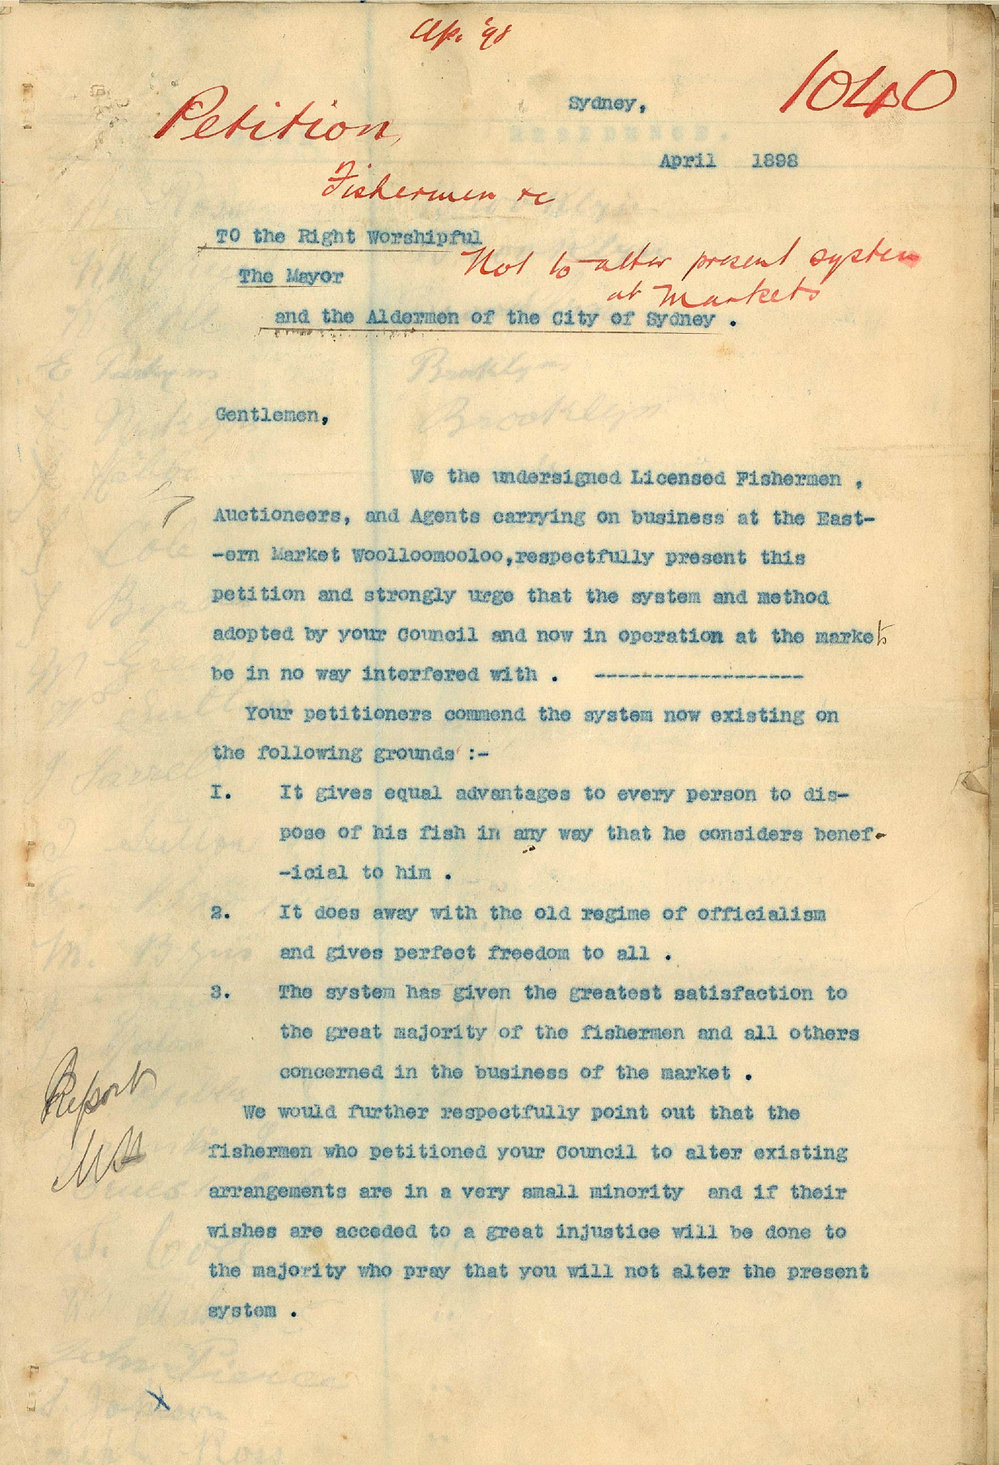 Ap. '98
1040
Petition,
Sydney,
April 1898
Fishermen &c
TO the Right Worshipful
Not to alter present system
The Mayor
at Markets
and the Aldermen of the City of Sydney .
Gentlemen,
We the undersigned Licensed Fishermen ,
Auctioneers, and Agents carrying on business at the East-
-ern Market Woolloomooloo,respectfully present this
petition and strongly urge that the system and method
adopted by your Council and now in operation at the markets
be in no way interfered with . ------------------
Your petitioners commend the system now existing on
the following grounds :-
I. It gives equal advantages to every person to dis-
pose of his fish in any way that he considers benef-
-icial to him .
2. It does away with the old regime of officialism
and gives perfect freedom to all .
3. The system has given the greatest satisfaction to
the great majority of the fishermen and all others
concerned in the business of the market .
Report
We would further respectfully point out that the
fishermen who petitioned your Council to alter existing
arrangements are in a very small minority and if their
wishes are acceded to a great injustice will be done to
the majority who pray that you will not alter the present
system .